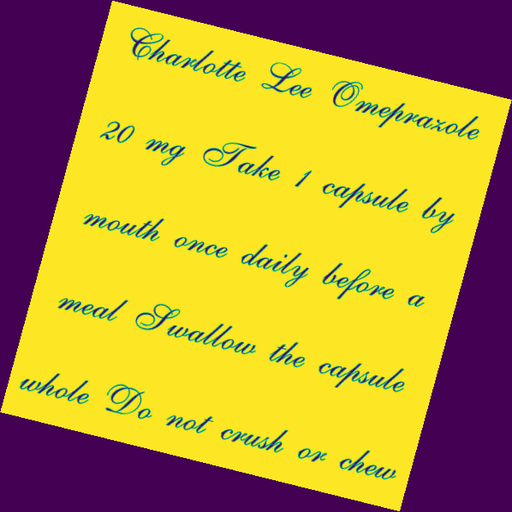 Charlotte Lee Omeprazole
20 mg Take 1 capsule by
mouth once daily before a
meal Swallow the capsule
whole Do not crush or chew